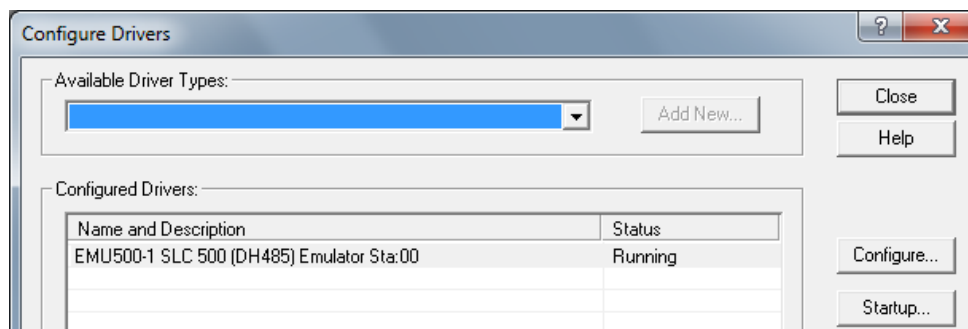 Configure Drivers
Available Driver Types:
Add New...
Close
Help
Configured Drivers:
Name and Description Status
EMU500-1 SLC 500 (DH485) Emulator Sta:00 Running
Configure...
Startup...